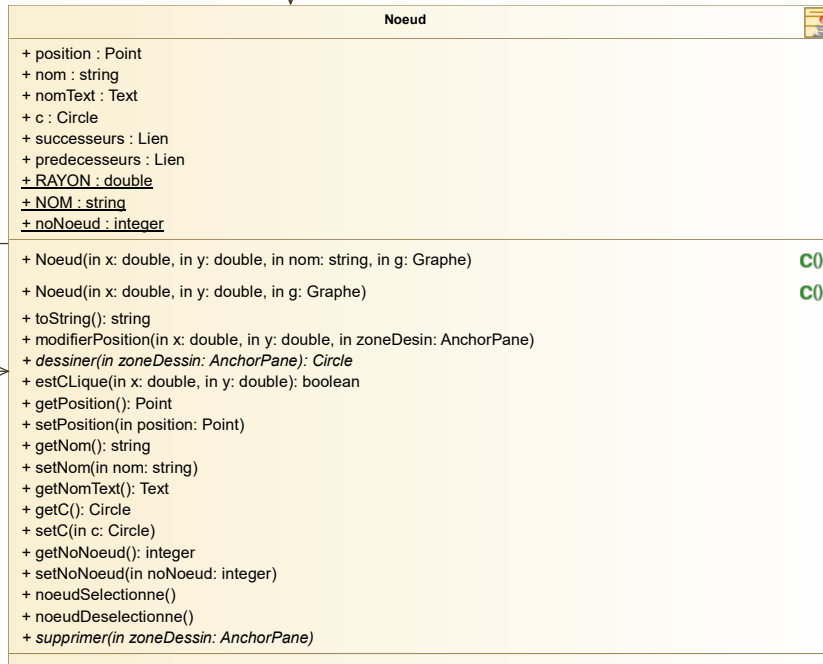 Noeud
+ position : Point
+ nom : string
+ nomText : Text
+ c : Circle
+ successeurs : Lien
+ predecesseurs : Lien
+ RAYON : double
+ NOM : string
+ noNoeud : integer
+ Noeud(in x: double, in y: double, in nom: string, in g: Graphe)
C()
+ Noeud(in x: double, in y: double, in g: Graphe)
C()
+ toString(): string
+ modifierPosition(in x: double, in y: double, in zoneDesin: AnchorPane)
+ dessiner(in zoneDessin: AnchorPane): Circle
+ estCLique(in x: double, in y: double): boolean
+ getPosition(): Point
+ setPosition(in position: Point)
+ getNom(): string
+ setNom(in nom: string)
+ getNomText(): Text
+ getC(): Circle
+ setC(in c: Circle)
+ getNoNoeud(): integer
+ setNoNoeud(in noNoeud: integer)
+ noeudSelectionne()
+ noeudDeselectionne()
+ supprimer(in zoneDessin: AnchorPane)